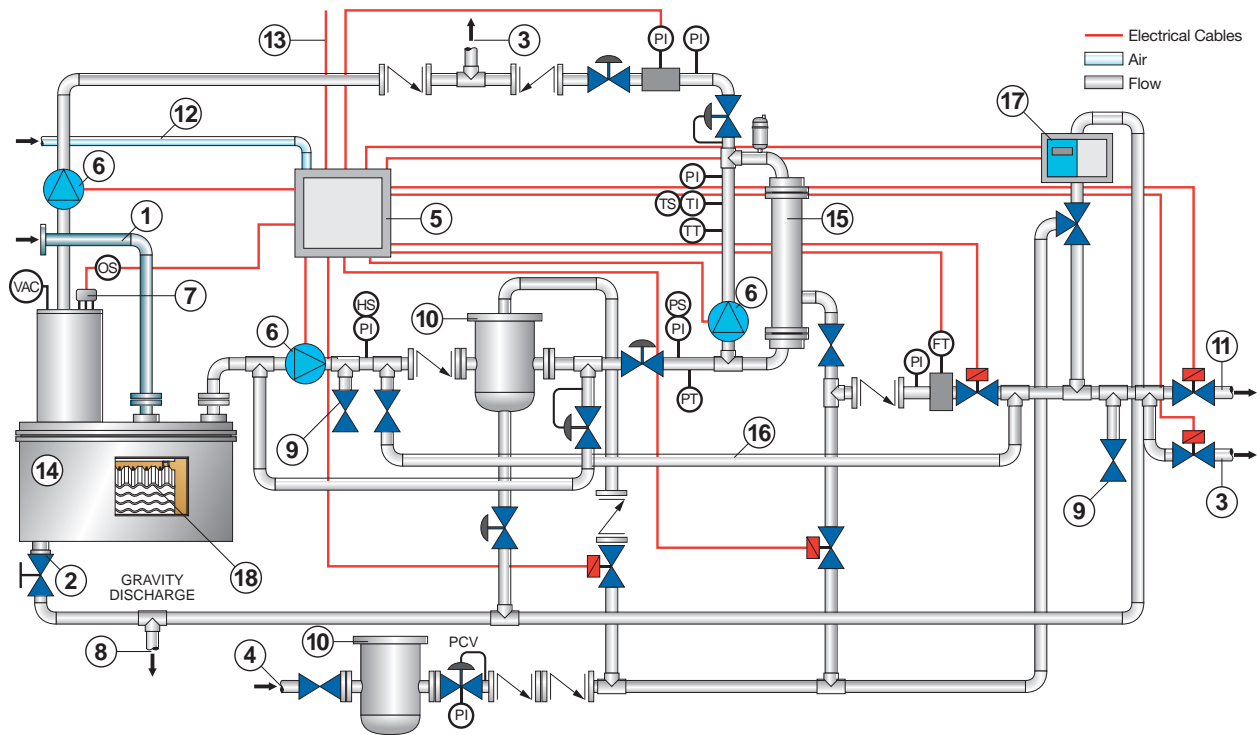 13
3
PI
PI
Electrical Cables
Air
Flow
12
17
6
PI
TS
TI
TT
5
15
1
OS
VAC
7
HS
PI
10
PS
PI
6
6
PI
FT
11
PT
9
16
14
3
9
18
2
GRAVITY
DISCHARGE
8
10
PCV
4
PI